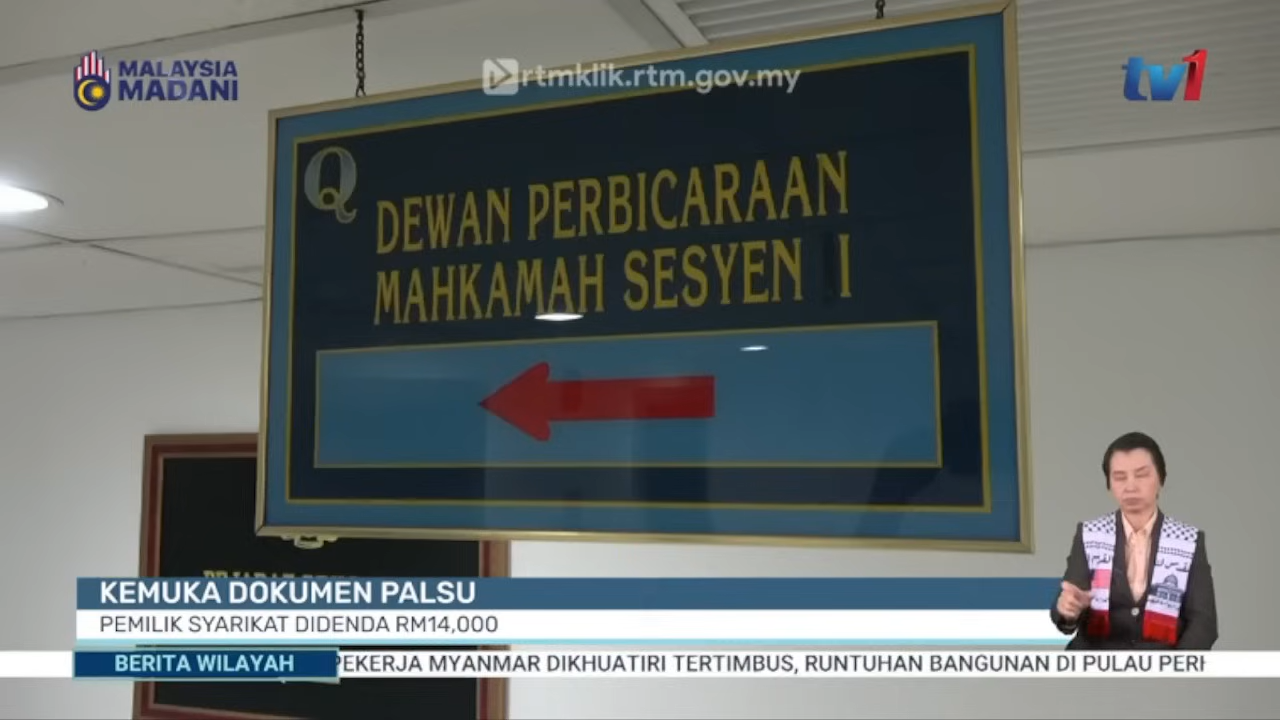 MALAYSIA
MADANI
rtmklik.rtm.gov.my
tv1
Q
DEWAN PERBICARAAN
MAHKAMAH SESYEN I
KEMUKA DOKUMEN PALSU
PEMILIK SYARIKAT DIDENDA RM14,000
BERITA WILAYAH
PEKERJA MYANMAR DIKHUATIRI TERTIMBUS, RUNTUHAN BANGUNAN DI PULAU